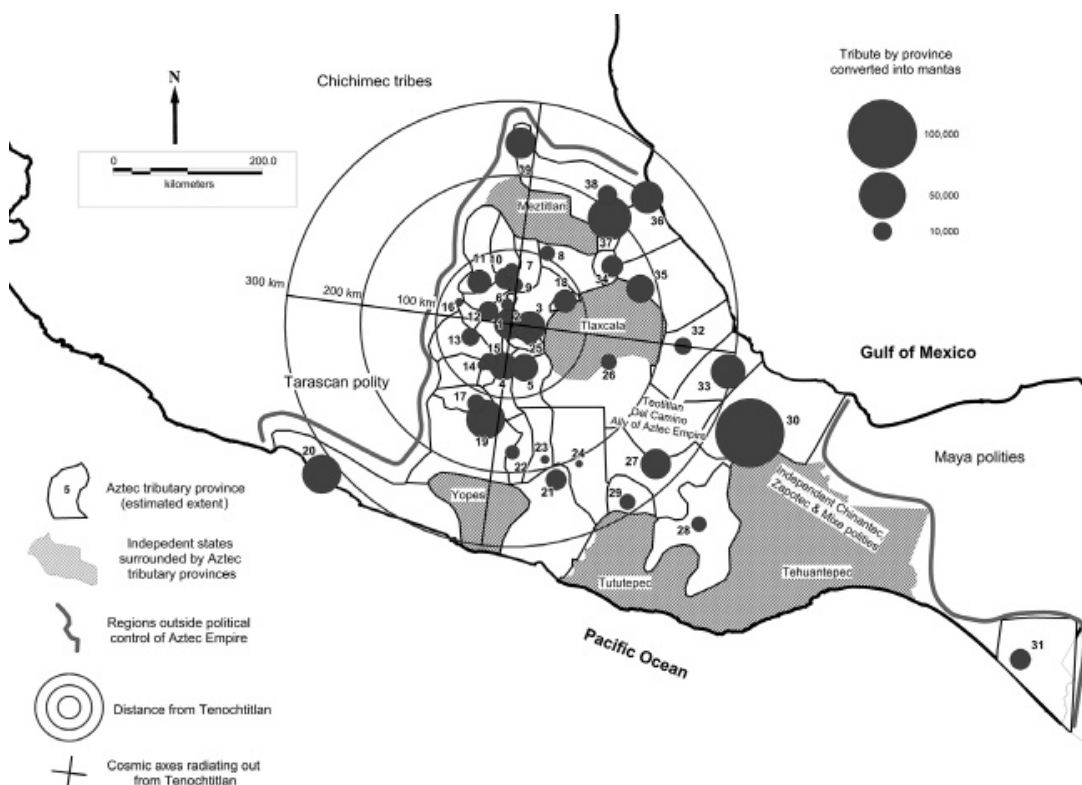 Chichimec tribes
Tribute by province
converted into mantas
100,000
50,000
10,000
N
0
200.0
kilometers
39
38
Meztitlan
36
37
11
10
7
8
9
34
35
18
300 km
200 km
100 km
16
6
12
2
3
1
Tlaxcala
32
13
25
15
26
14
4
5
33
Gulf of Mexico
Tarascan polity
Teotitlan
Del Camino
Ally of Aztec Empire
17
19
30
20
22
23
24
27
21
Maya polities
Independant Chinantec,
Zapotec & Mixe polities
Yopes
29
28
Tututepec
Tehuantepec
Pacific Ocean
31
5
Aztec tributary province
(estimated extent)
Indepedent states
surrounded by Aztec
tributary provinces
Regions outside political
control of Aztec Empire
Distance from Tenochtitlan
Cosmic axes radiating out
from Tenochtitlan